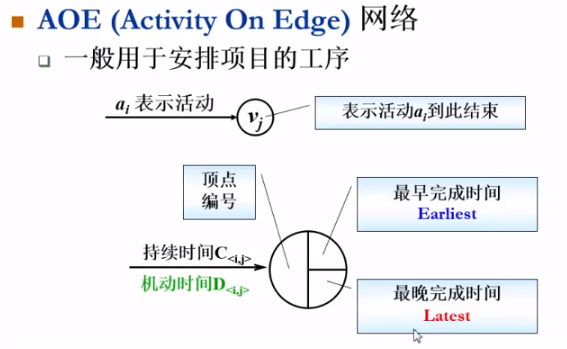 AOE (Activity On Edge) 网络
一般用于安排项目的工序
ai 表示活动
vj
表示活动ai到此结束
顶点
编号
最早完成时间
Earliest
持续时间C<i,j>
机动时间D<i,j>
最晚完成时间
Latest